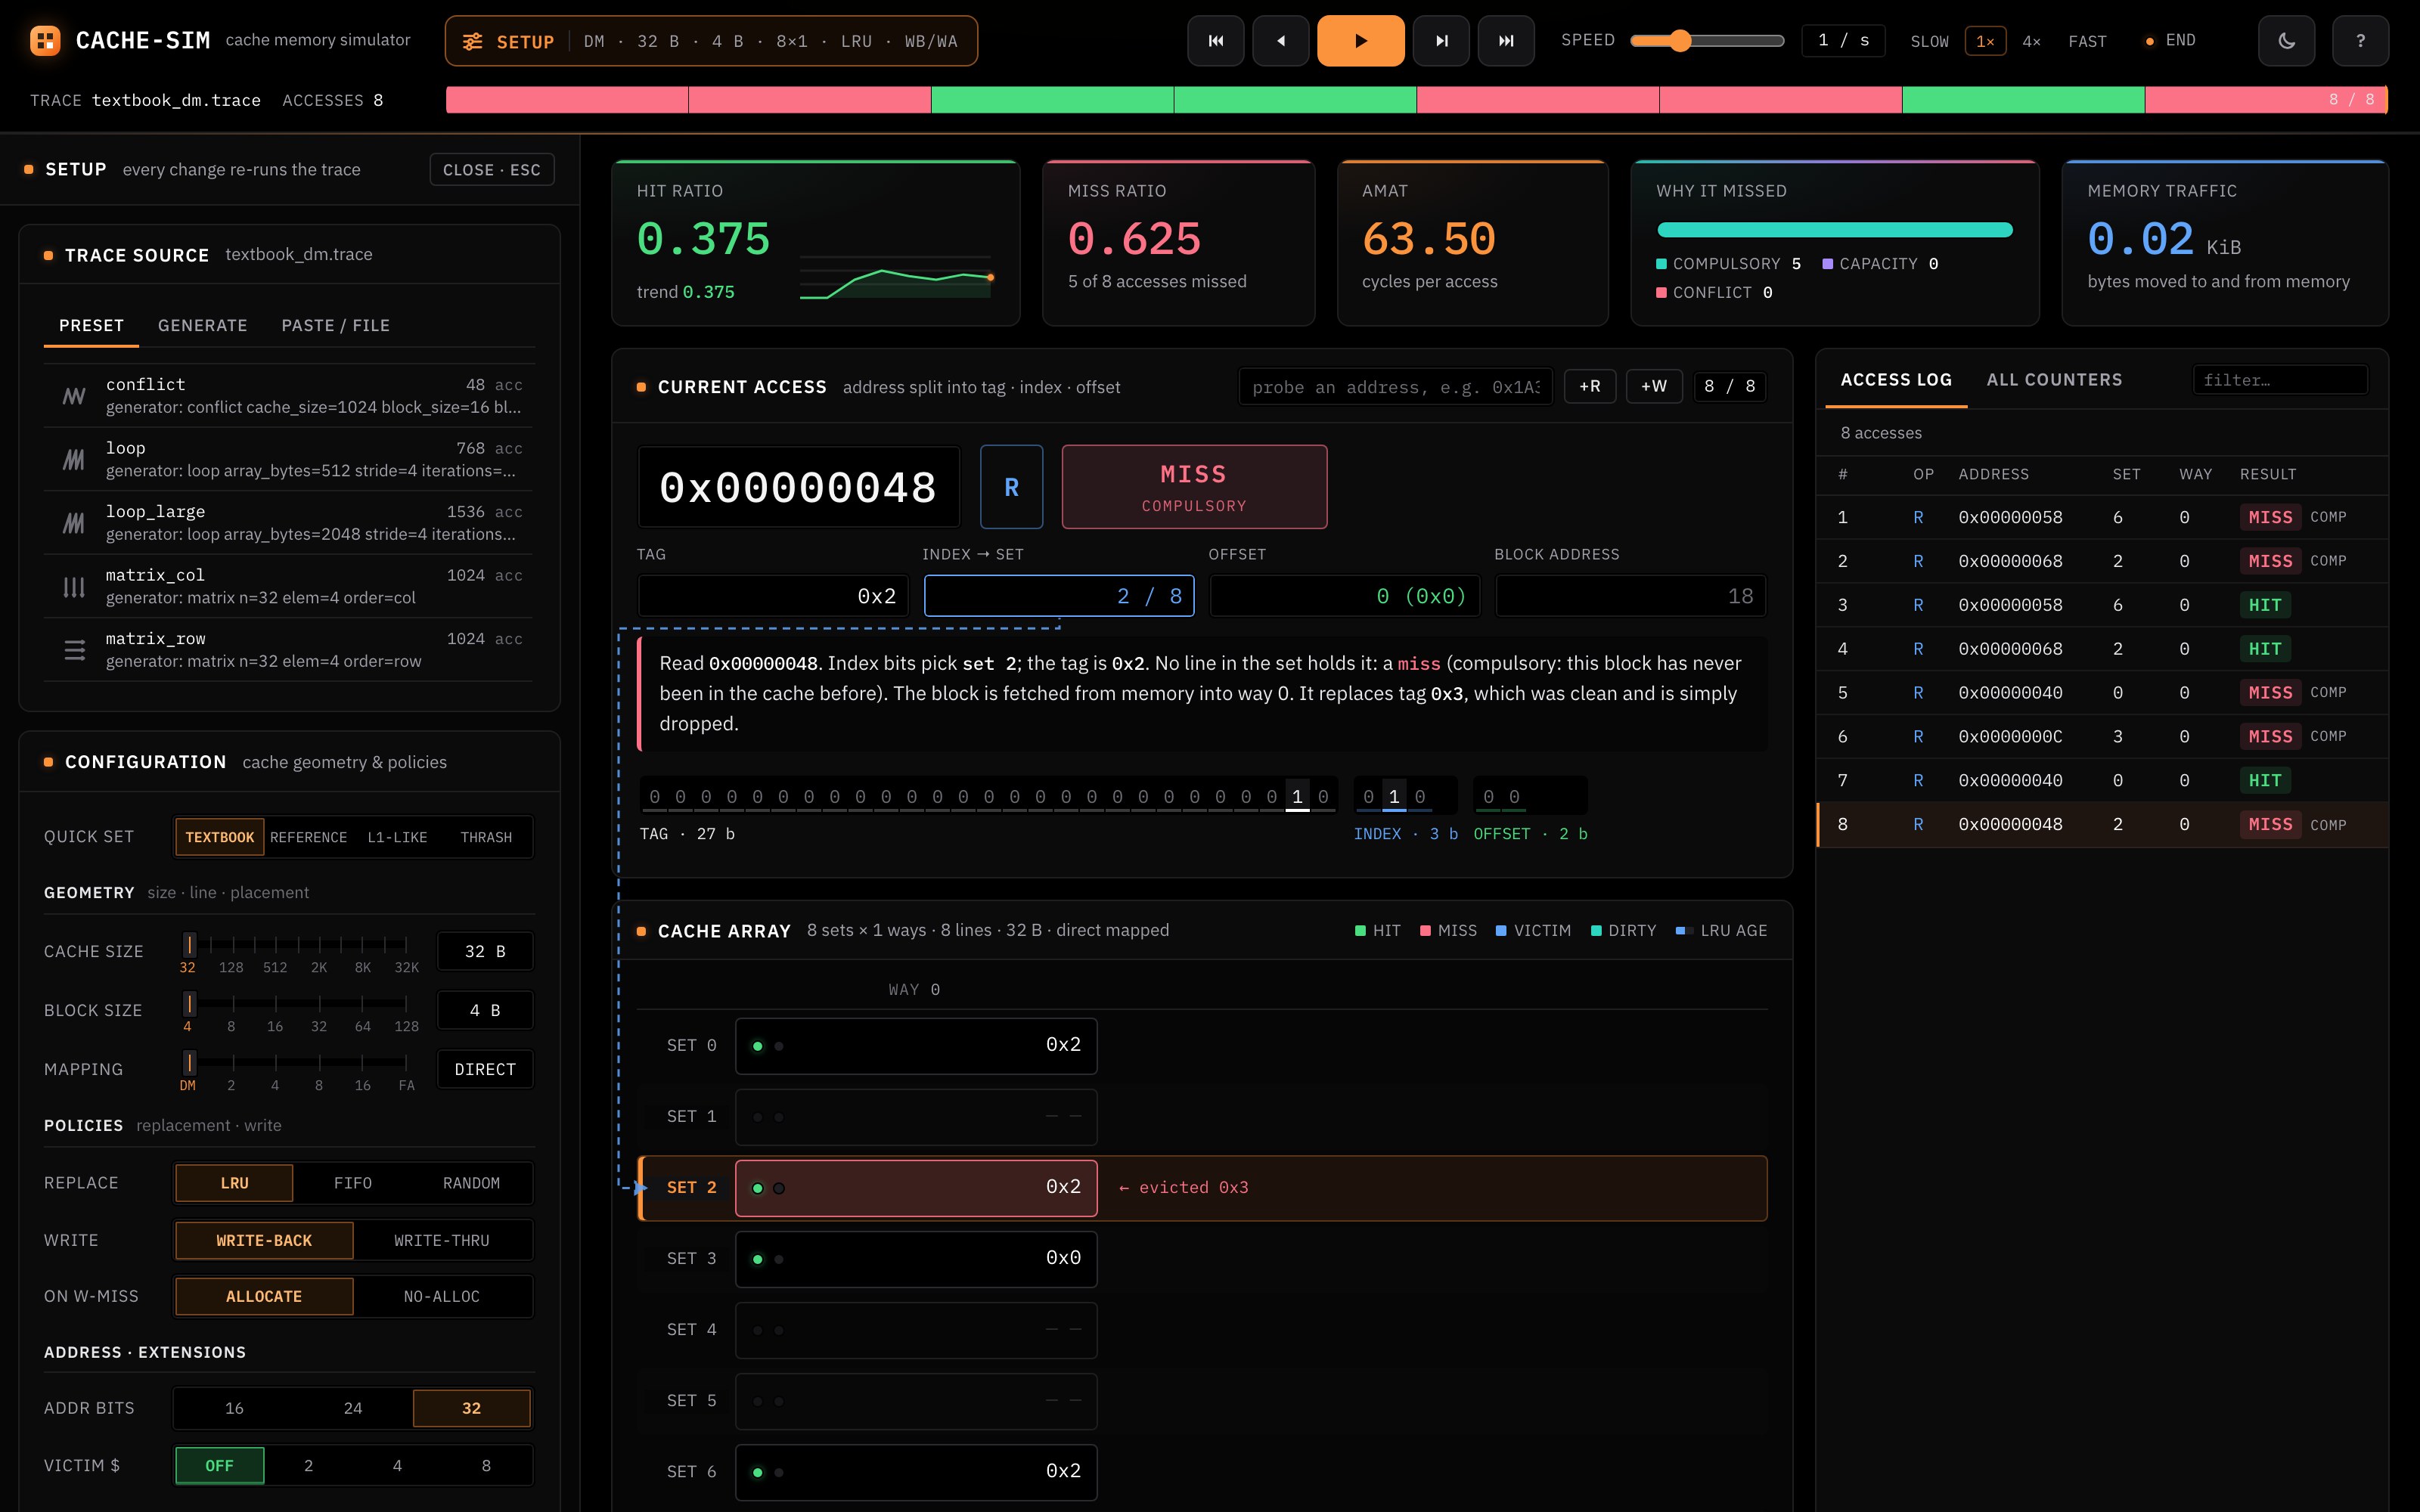 CACHE-SIM cache memory simulator
SETUP DM · 32 B · 4 B · 8×1 · LRU · WB/WA
SPEED 1 / s SLOW 1× 4× FAST END ?
TRACE textbook_dm.trace ACCESSES 8
8 / 8
SETUP every change re-runs the trace CLOSE · ESC
TRACE SOURCE textbook_dm.trace
PRESET GENERATE PASTE / FILE
conflict 48 acc
generator: conflict cache_size=1024 block_size=16 bl...
loop 768 acc
generator: loop array_bytes=512 stride=4 iterations=...
loop_large 1536 acc
generator: loop array_bytes=2048 stride=4 iterations...
matrix_col 1024 acc
generator: matrix n=32 elem=4 order=col
matrix_row 1024 acc
generator: matrix n=32 elem=4 order=row
CONFIGURATION cache geometry & policies
QUICK SET TEXTBOOK REFERENCE L1-LIKE THRASH
GEOMETRY size · line · placement
CACHE SIZE 32 B
32 128 512 2K 8K 32K
BLOCK SIZE 4 B
4 8 16 32 64 128
MAPPING DIRECT
DM 2 4 8 16 FA
POLICIES replacement · write
REPLACE LRU FIFO RANDOM
WRITE WRITE-BACK WRITE-THRU
ON W-MISS ALLOCATE NO-ALLOC
ADDRESS · EXTENSIONS
ADDR BITS 16 24 32
VICTIM $ OFF 2 4 8
HIT RATIO
0.375
trend 0.375
MISS RATIO
0.625
5 of 8 accesses missed
AMAT
63.50
cycles per access
WHY IT MISSED
COMPULSORY 5 CAPACITY 0
CONFLICT 0
MEMORY TRAFFIC
0.02 KiB
bytes moved to and from memory
CURRENT ACCESS address split into tag · index · offset probe an address, e.g. 0x1A3 +R +W 8 / 8
0x00000048 R MISS
COMPULSORY
TAG INDEX → SET OFFSET BLOCK ADDRESS
0x2 2 / 8 0 (0x0) 18
Read 0x00000048. Index bits pick set 2; the tag is 0x2. No line in the set holds it: a miss (compulsory: this block has never
been in the cache before). The block is fetched from memory into way 0. It replaces tag 0x3, which was clean and is simply
dropped.
0 0 0 0 0 0 0 0 0 0 0 0 0 0 0 0 0 0 0 0 0 0 0 0 0 1 0 0 1 0 0 0
TAG · 27 b INDEX · 3 b OFFSET · 2 b
CACHE ARRAY 8 sets × 1 ways · 8 lines · 32 B · direct mapped HIT MISS VICTIM DIRTY LRU AGE
WAY 0
SET 0 0x2
SET 1 — —
SET 2 0x2 ← evicted 0x3
SET 3 0x0
SET 4 — —
SET 5 — —
SET 6 0x2
ACCESS LOG ALL COUNTERS filter…
8 accesses
# OP ADDRESS SET WAY RESULT
1 R 0x00000058 6 0 MISS COMP
2 R 0x00000068 2 0 MISS COMP
3 R 0x00000058 6 0 HIT
4 R 0x00000068 2 0 HIT
5 R 0x00000040 0 0 MISS COMP
6 R 0x0000000C 3 0 MISS COMP
7 R 0x00000040 0 0 HIT
8 R 0x00000048 2 0 MISS COMP